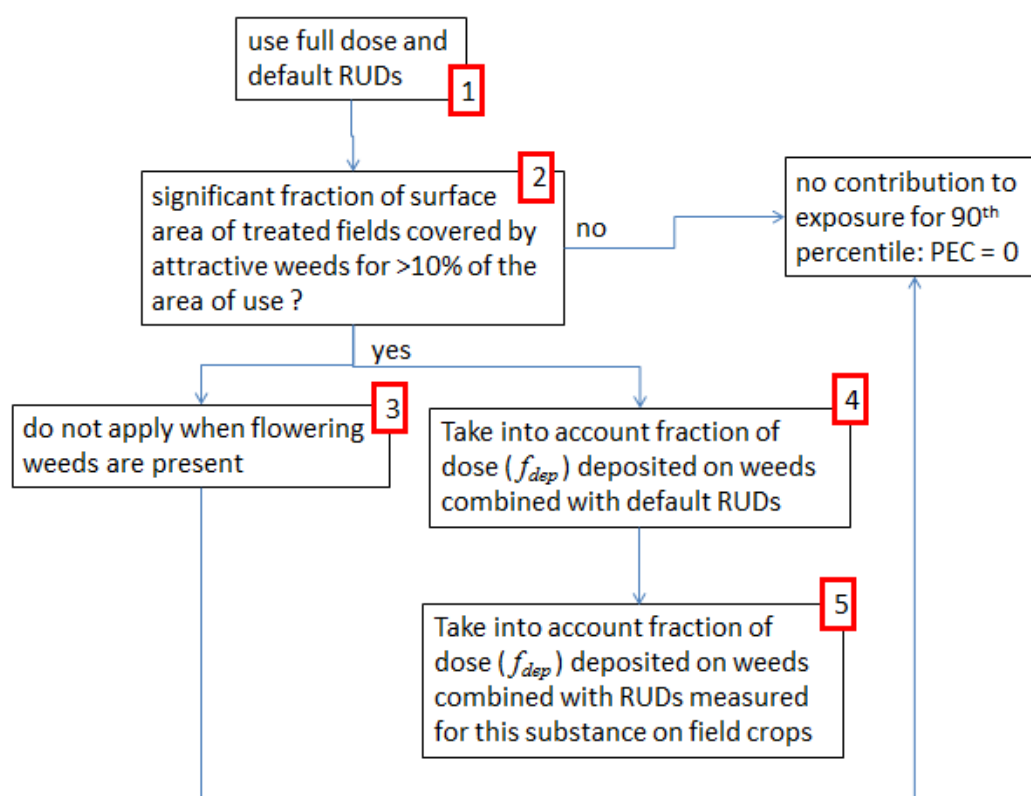 use full dose and
default RUDs
1
2
significant fraction of surface
area of treated fields covered by
attractive weeds for >10% of the
area of use ?
no
no contribution to
exposure for 90th
percentile: PEC = 0
yes
3
do not apply when flowering
weeds are present
4
Take into account fraction of
dose (fdep) deposited on weeds
combined with default RUDs
5
Take into account fraction of
dose (fdep) deposited on weeds
combined with RUDs measured
for this substance on field crops